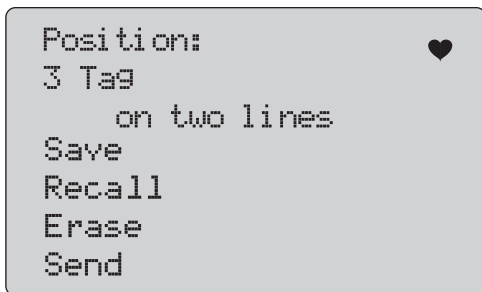 Position:
3 Tag
on two lines
Save
Recall
Erase
Send